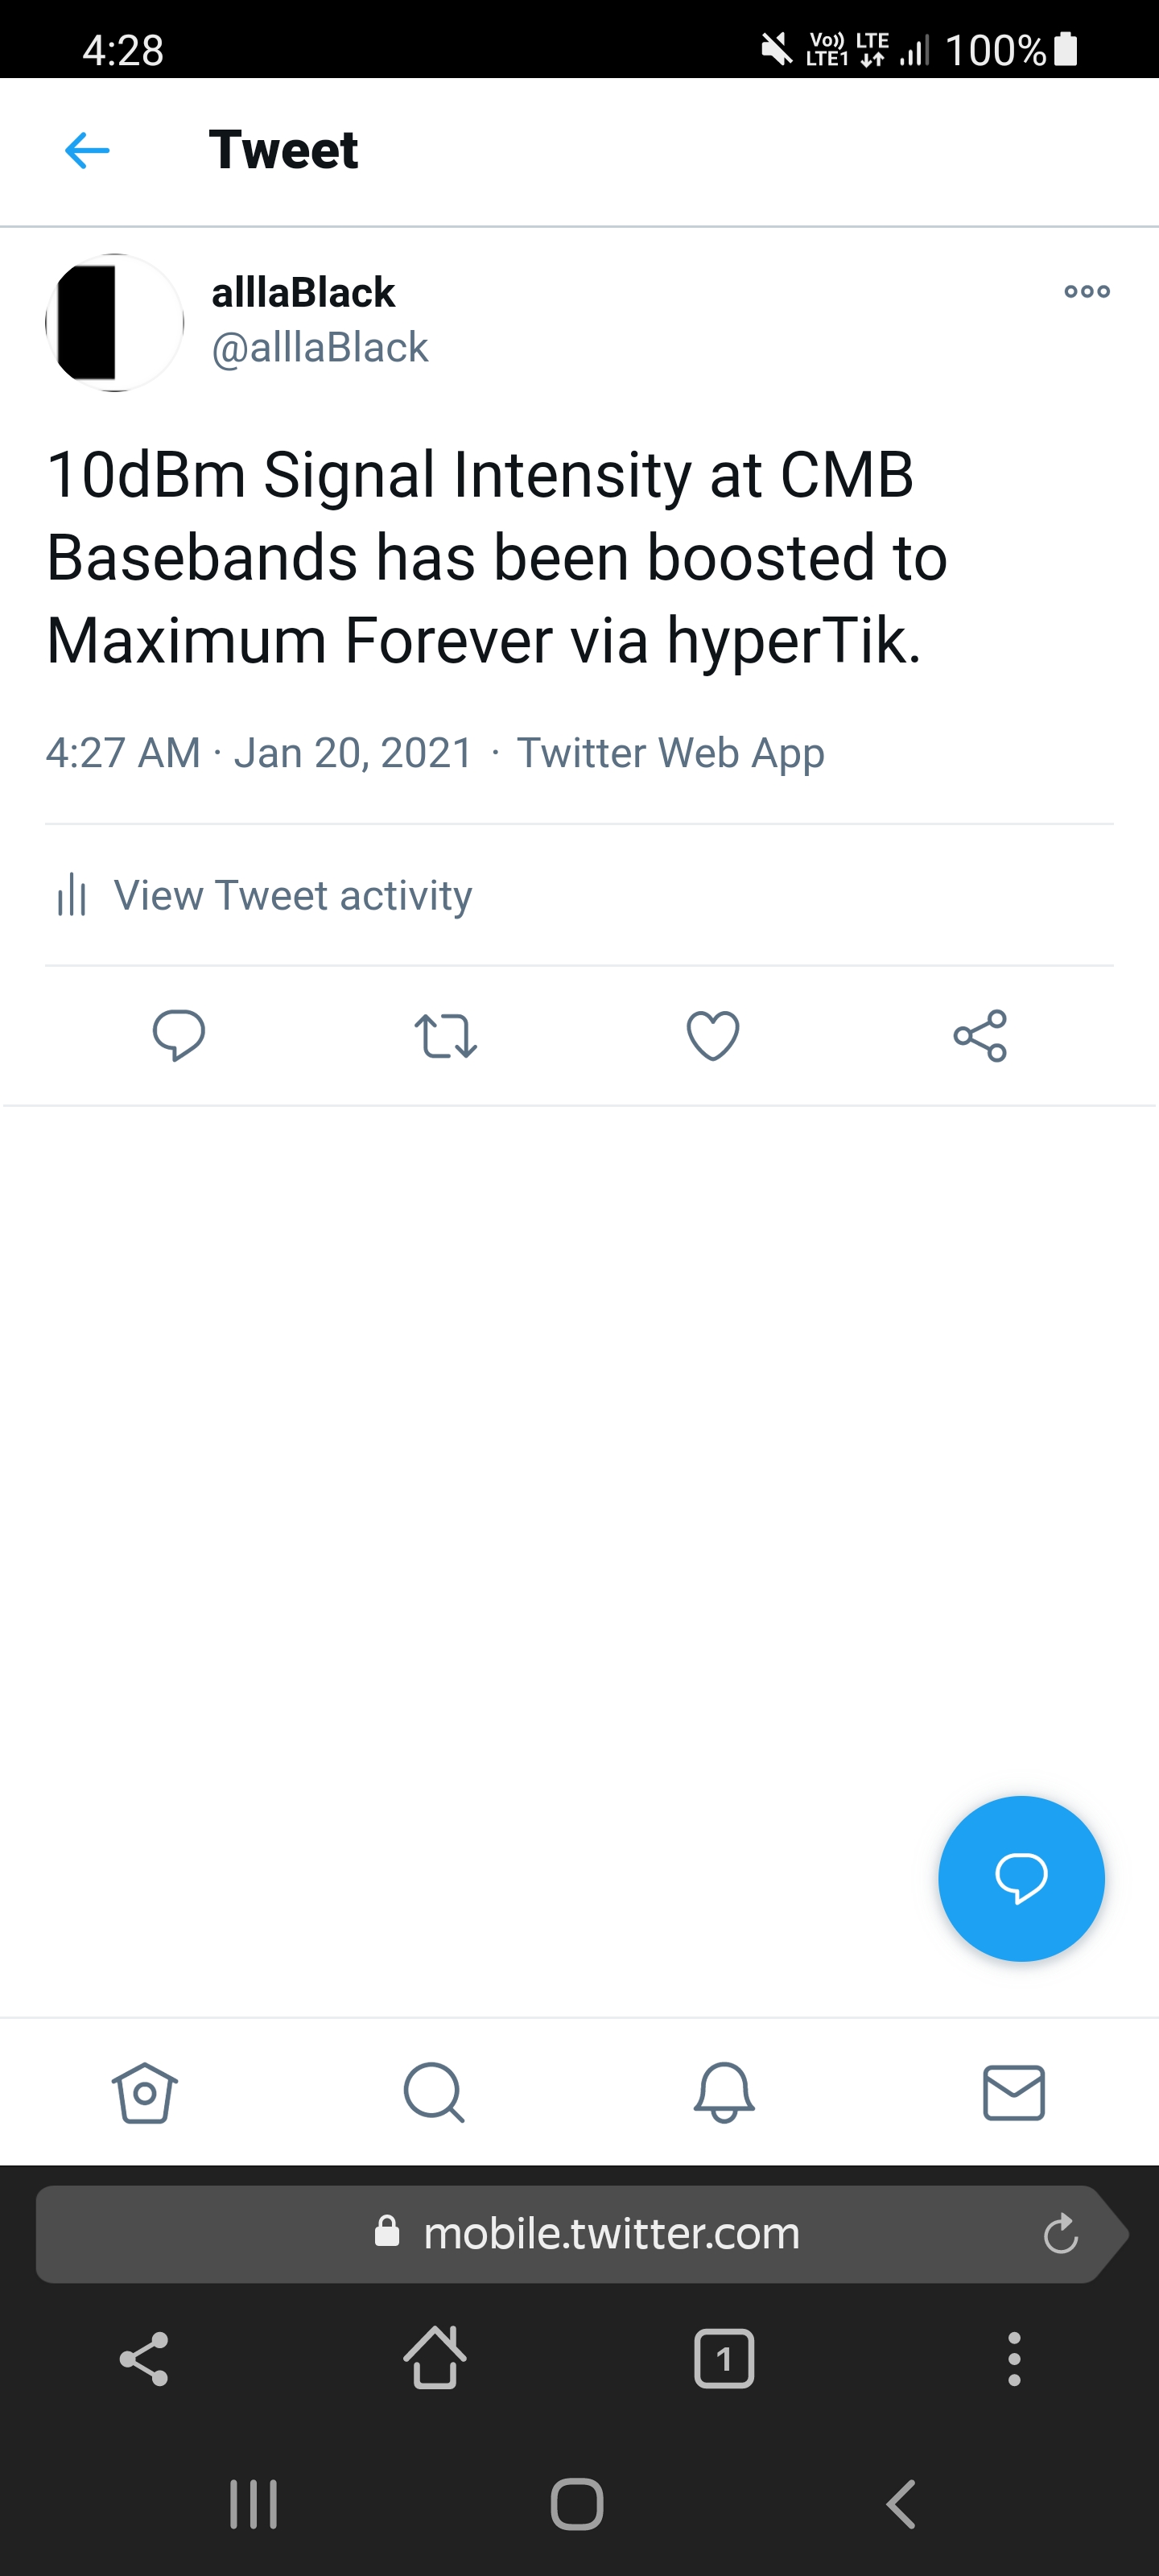 4:28
Vo)) LTE
LTE1
100%
Tweet
alllaBlack
@alllaBlack
10dBm Signal Intensity at CMB
Basebands has been boosted to
Maximum Forever via hyperTik.
4:27 AM · Jan 20, 2021 · Twitter Web App
View Tweet activity
mobile.twitter.com
1